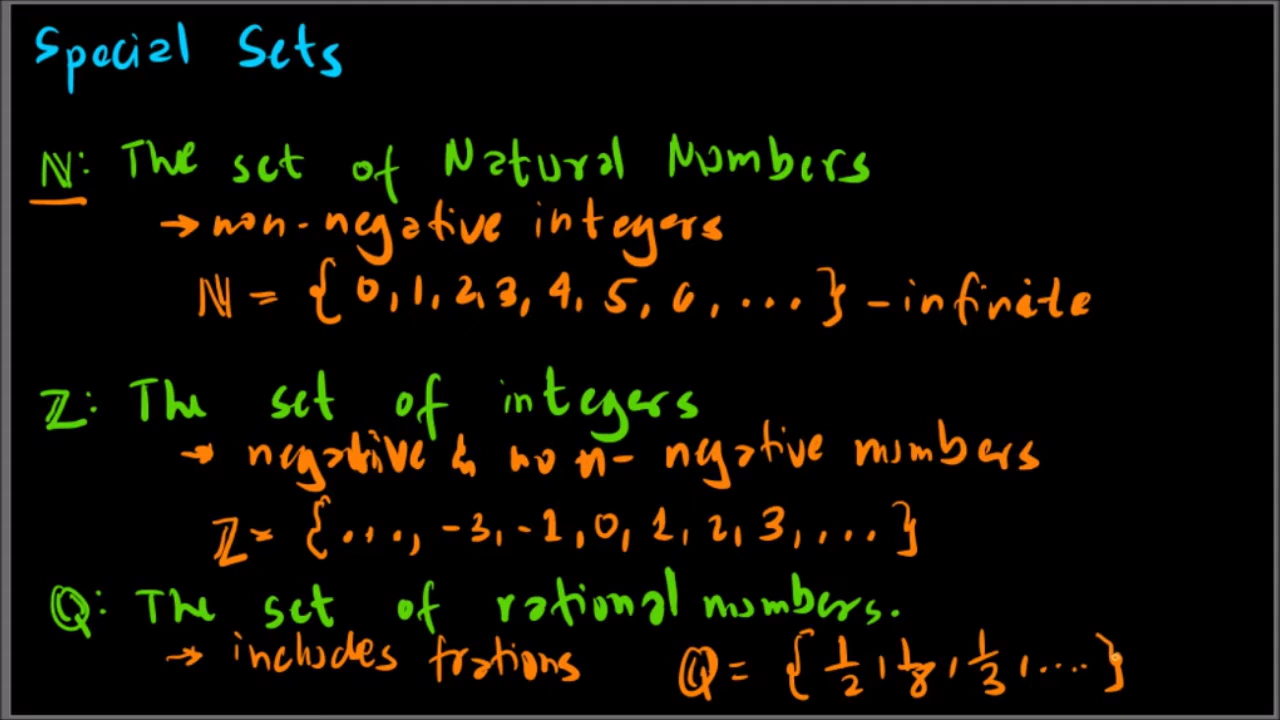 Special Sets
ℕ: The set of Natural Numbers
→ non-negative integers
ℕ = { 0, 1, 2, 3, 4, 5, 6, ... } - infinite
ℤ: The set of integers
→ negative & non-negative numbers
ℤ = { ..., -3, -1, 0, 1, 2, 3, ... }
ℚ: The set of rational numbers.
→ includes frations ℚ = { 1/2, 1/8, 1/3, .... }